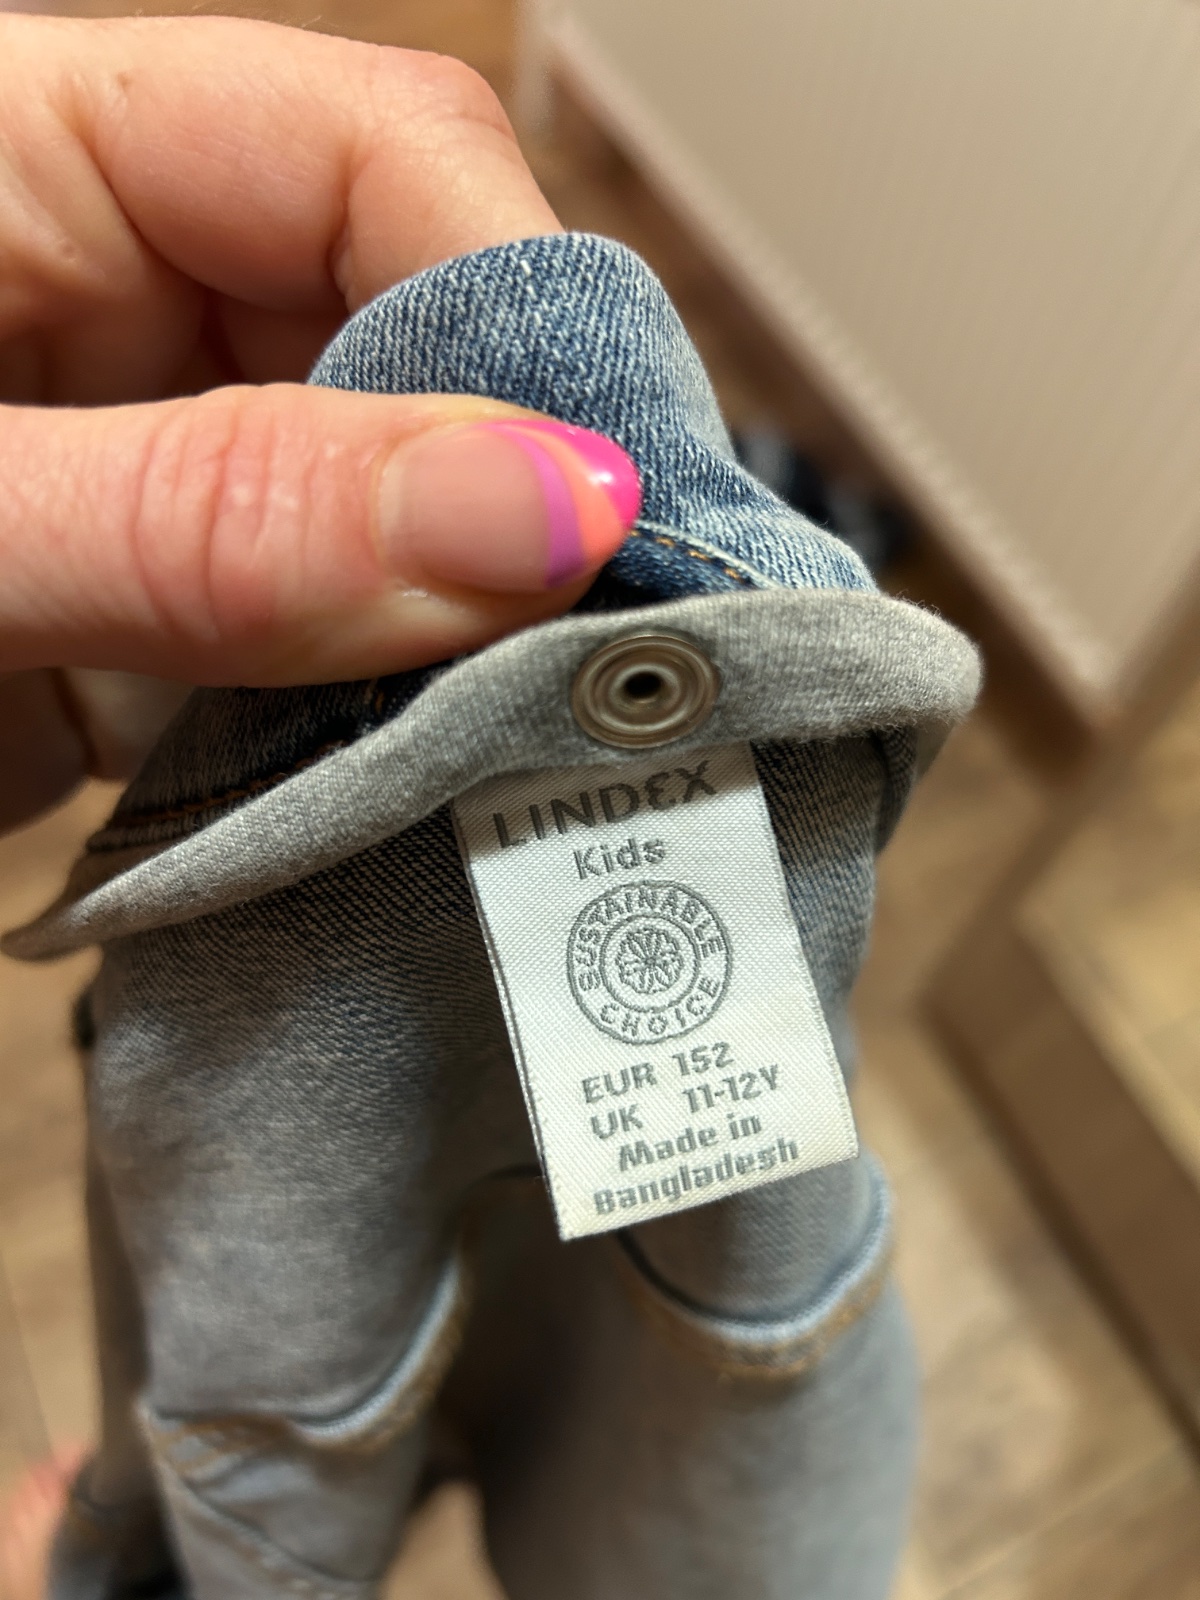 LINDEX
Kids
SUSTAINABLE
CHOICE
EUR 152
UK 11-12Y
Made in
Bangladesh